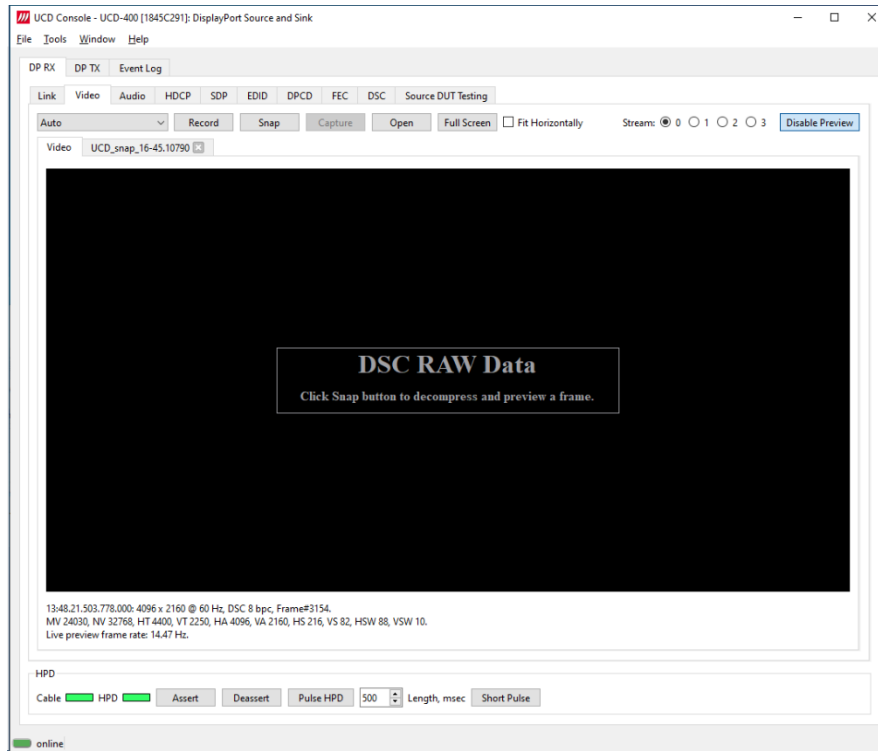 UCD Console - UCD-400 [1845C291]: DisplayPort Source and Sink
File Tools Window Help
DP RX DP TX Event Log
Link Video Audio HDCP SDP EDID DPCD FEC DSC Source DUT Testing
Auto Record Snap Capture Open Full Screen Fit Horizontally Stream: 0 1 2 3 Disable Preview
Video UCD_snap_16-45.10790
DSC RAW Data
Click Snap button to decompress and preview a frame.
13:48.21.503.778.000: 4096 x 2160 @ 60 Hz, DSC 8 bpc, Frame#3154.
MV 24030, NV 32768, HT 4400, VT 2250, HA 4096, VA 2160, HS 216, VS 82, HSW 88, VSW 10.
Live preview frame rate: 14.47 Hz.
HPD
Cable HPD Assert Deassert Pulse HPD 500 Length, msec Short Pulse
online